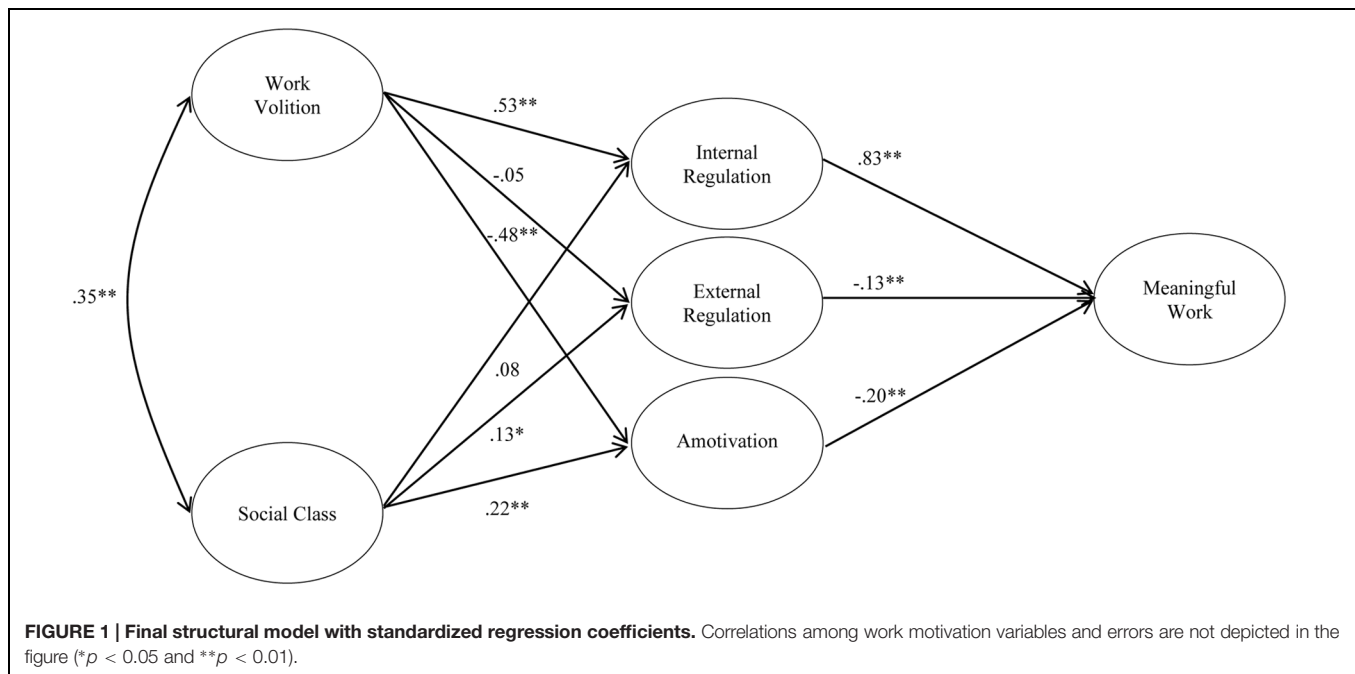 Work
Volition
.53**
-.05
-.48**
Internal
Regulation
.83**
.35**
External
Regulation
-.13**
Meaningful
Work
.08
.13*
Amotivation
-.20**
Social Class
.22**
FIGURE 1 | Final structural model with standardized regression coefficients. Correlations among work motivation variables and errors are not depicted in the
figure (*p < 0.05 and **p < 0.01).